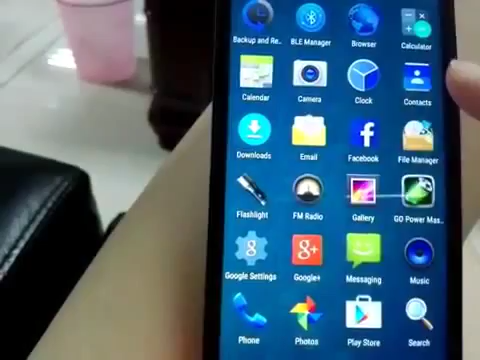 Backup and Re..
BLE Manager
Browser
Calculator
Calendar
Camera
Clock
Contacts
Downloads
Email
Facebook
File Manager
Flashlight
FM Radio
Gallery
GO Power Mas..
Google Settings
Google+
Messaging
Music
Phone
Photos
Play Store
Search